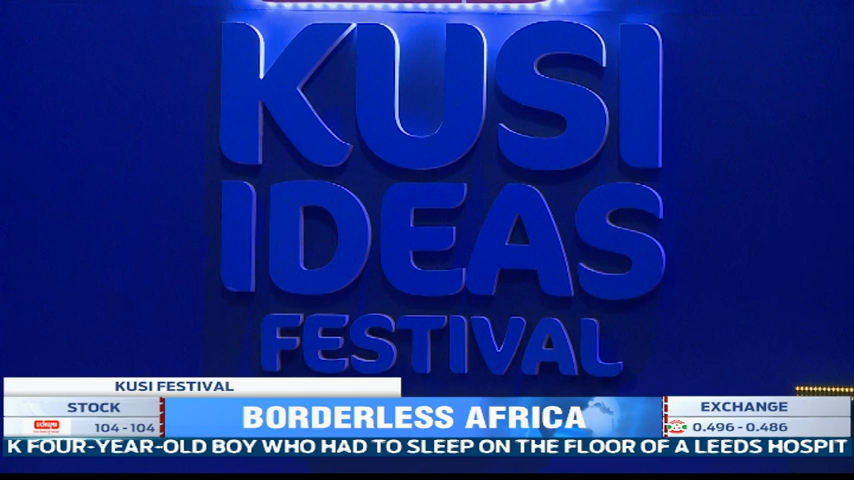 KUSI
IDEAS
FESTIVAL
KUSI FESTIVAL
STOCK
104 - 104
BORDERLESS AFRICA
EXCHANGE
0.496 - 0.486
K FOUR-YEAR-OLD BOY WHO HAD TO SLEEP ON THE FLOOR OF A LEEDS HOSPIT